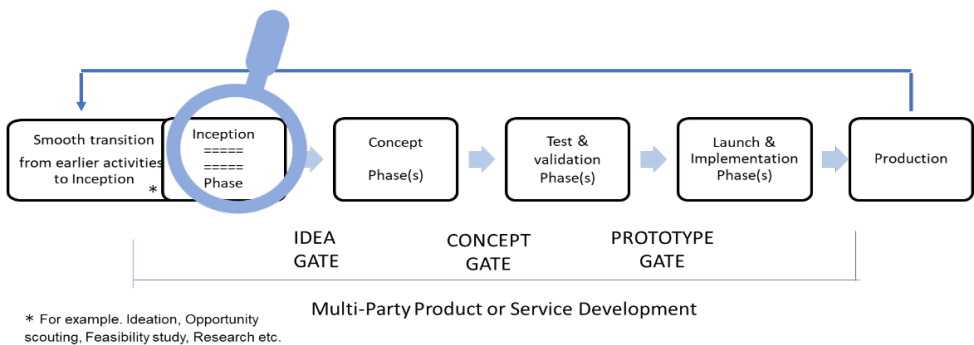 Smooth transition
from earlier activities
to Inception
*
Inception
=====
=====
Phase
Concept
Phase(s)
Test &
validation
Phase(s)
Launch &
Implementation
Phase(s)
Production
IDEA
GATE
CONCEPT
GATE
PROTOTYPE
GATE
Multi-Party Product or Service Development
* For example. Ideation, Opportunity
scouting, Feasibility study, Research etc.